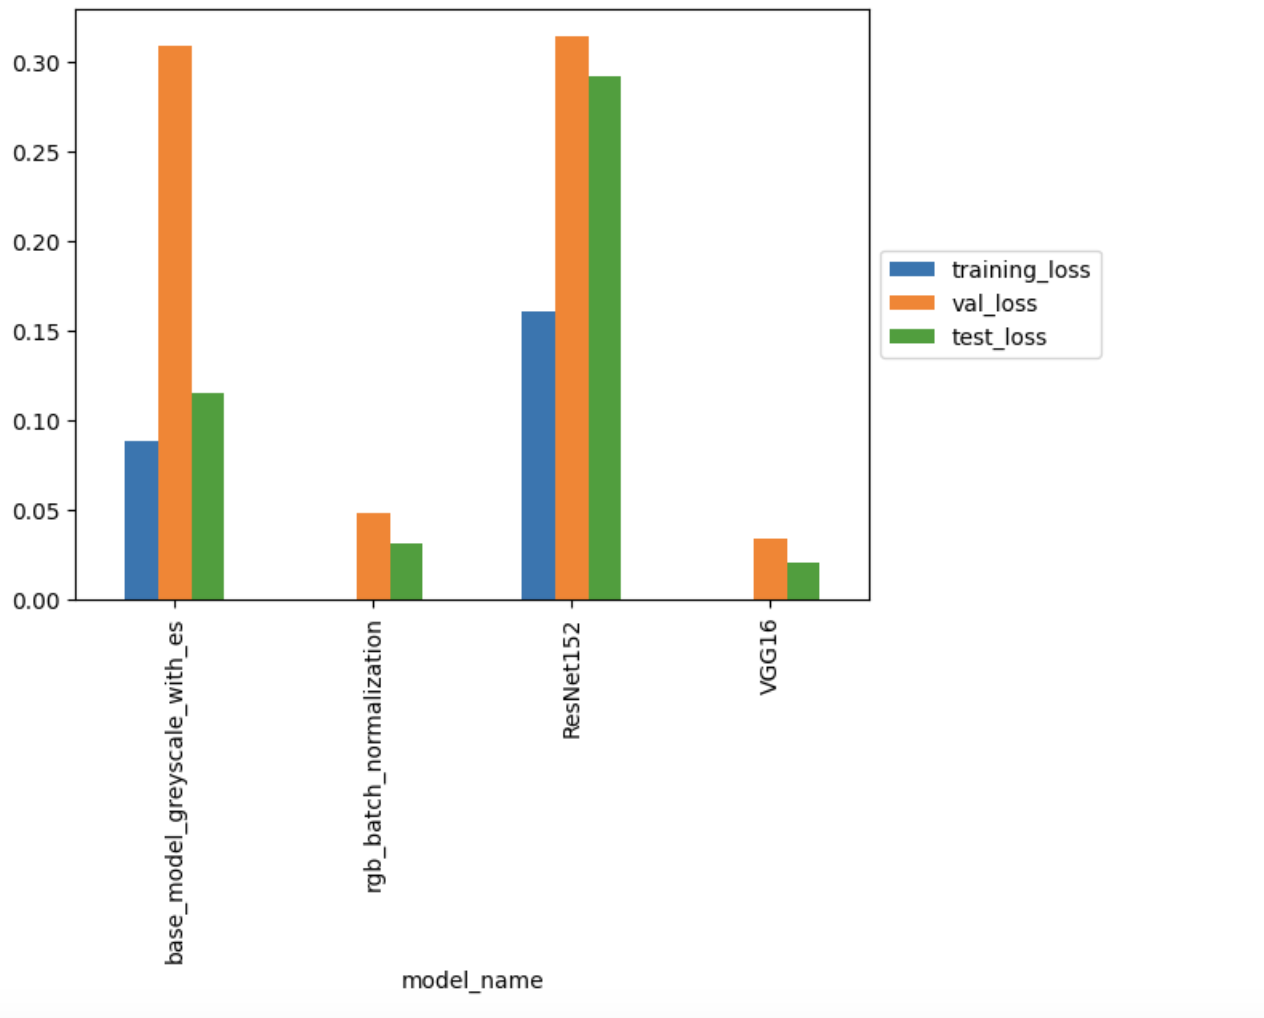 0.30
0.25
0.20
0.15
0.10
0.05
0.00
training_loss
val_loss
test_loss
base_model_greyscale_with_es
rgb_batch_normalization
ResNet152
VGG16
model_name